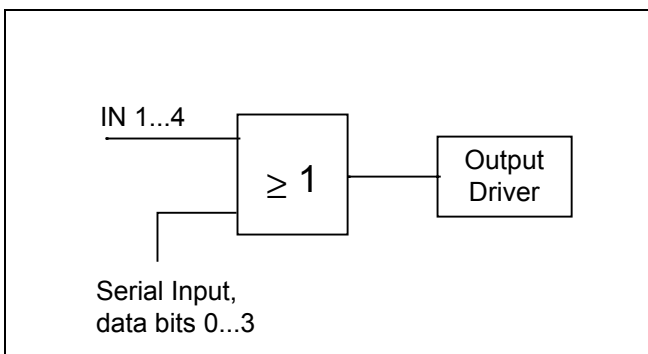 IN 1...4
≥ 1
Output
Driver
Serial Input,
data bits 0...3